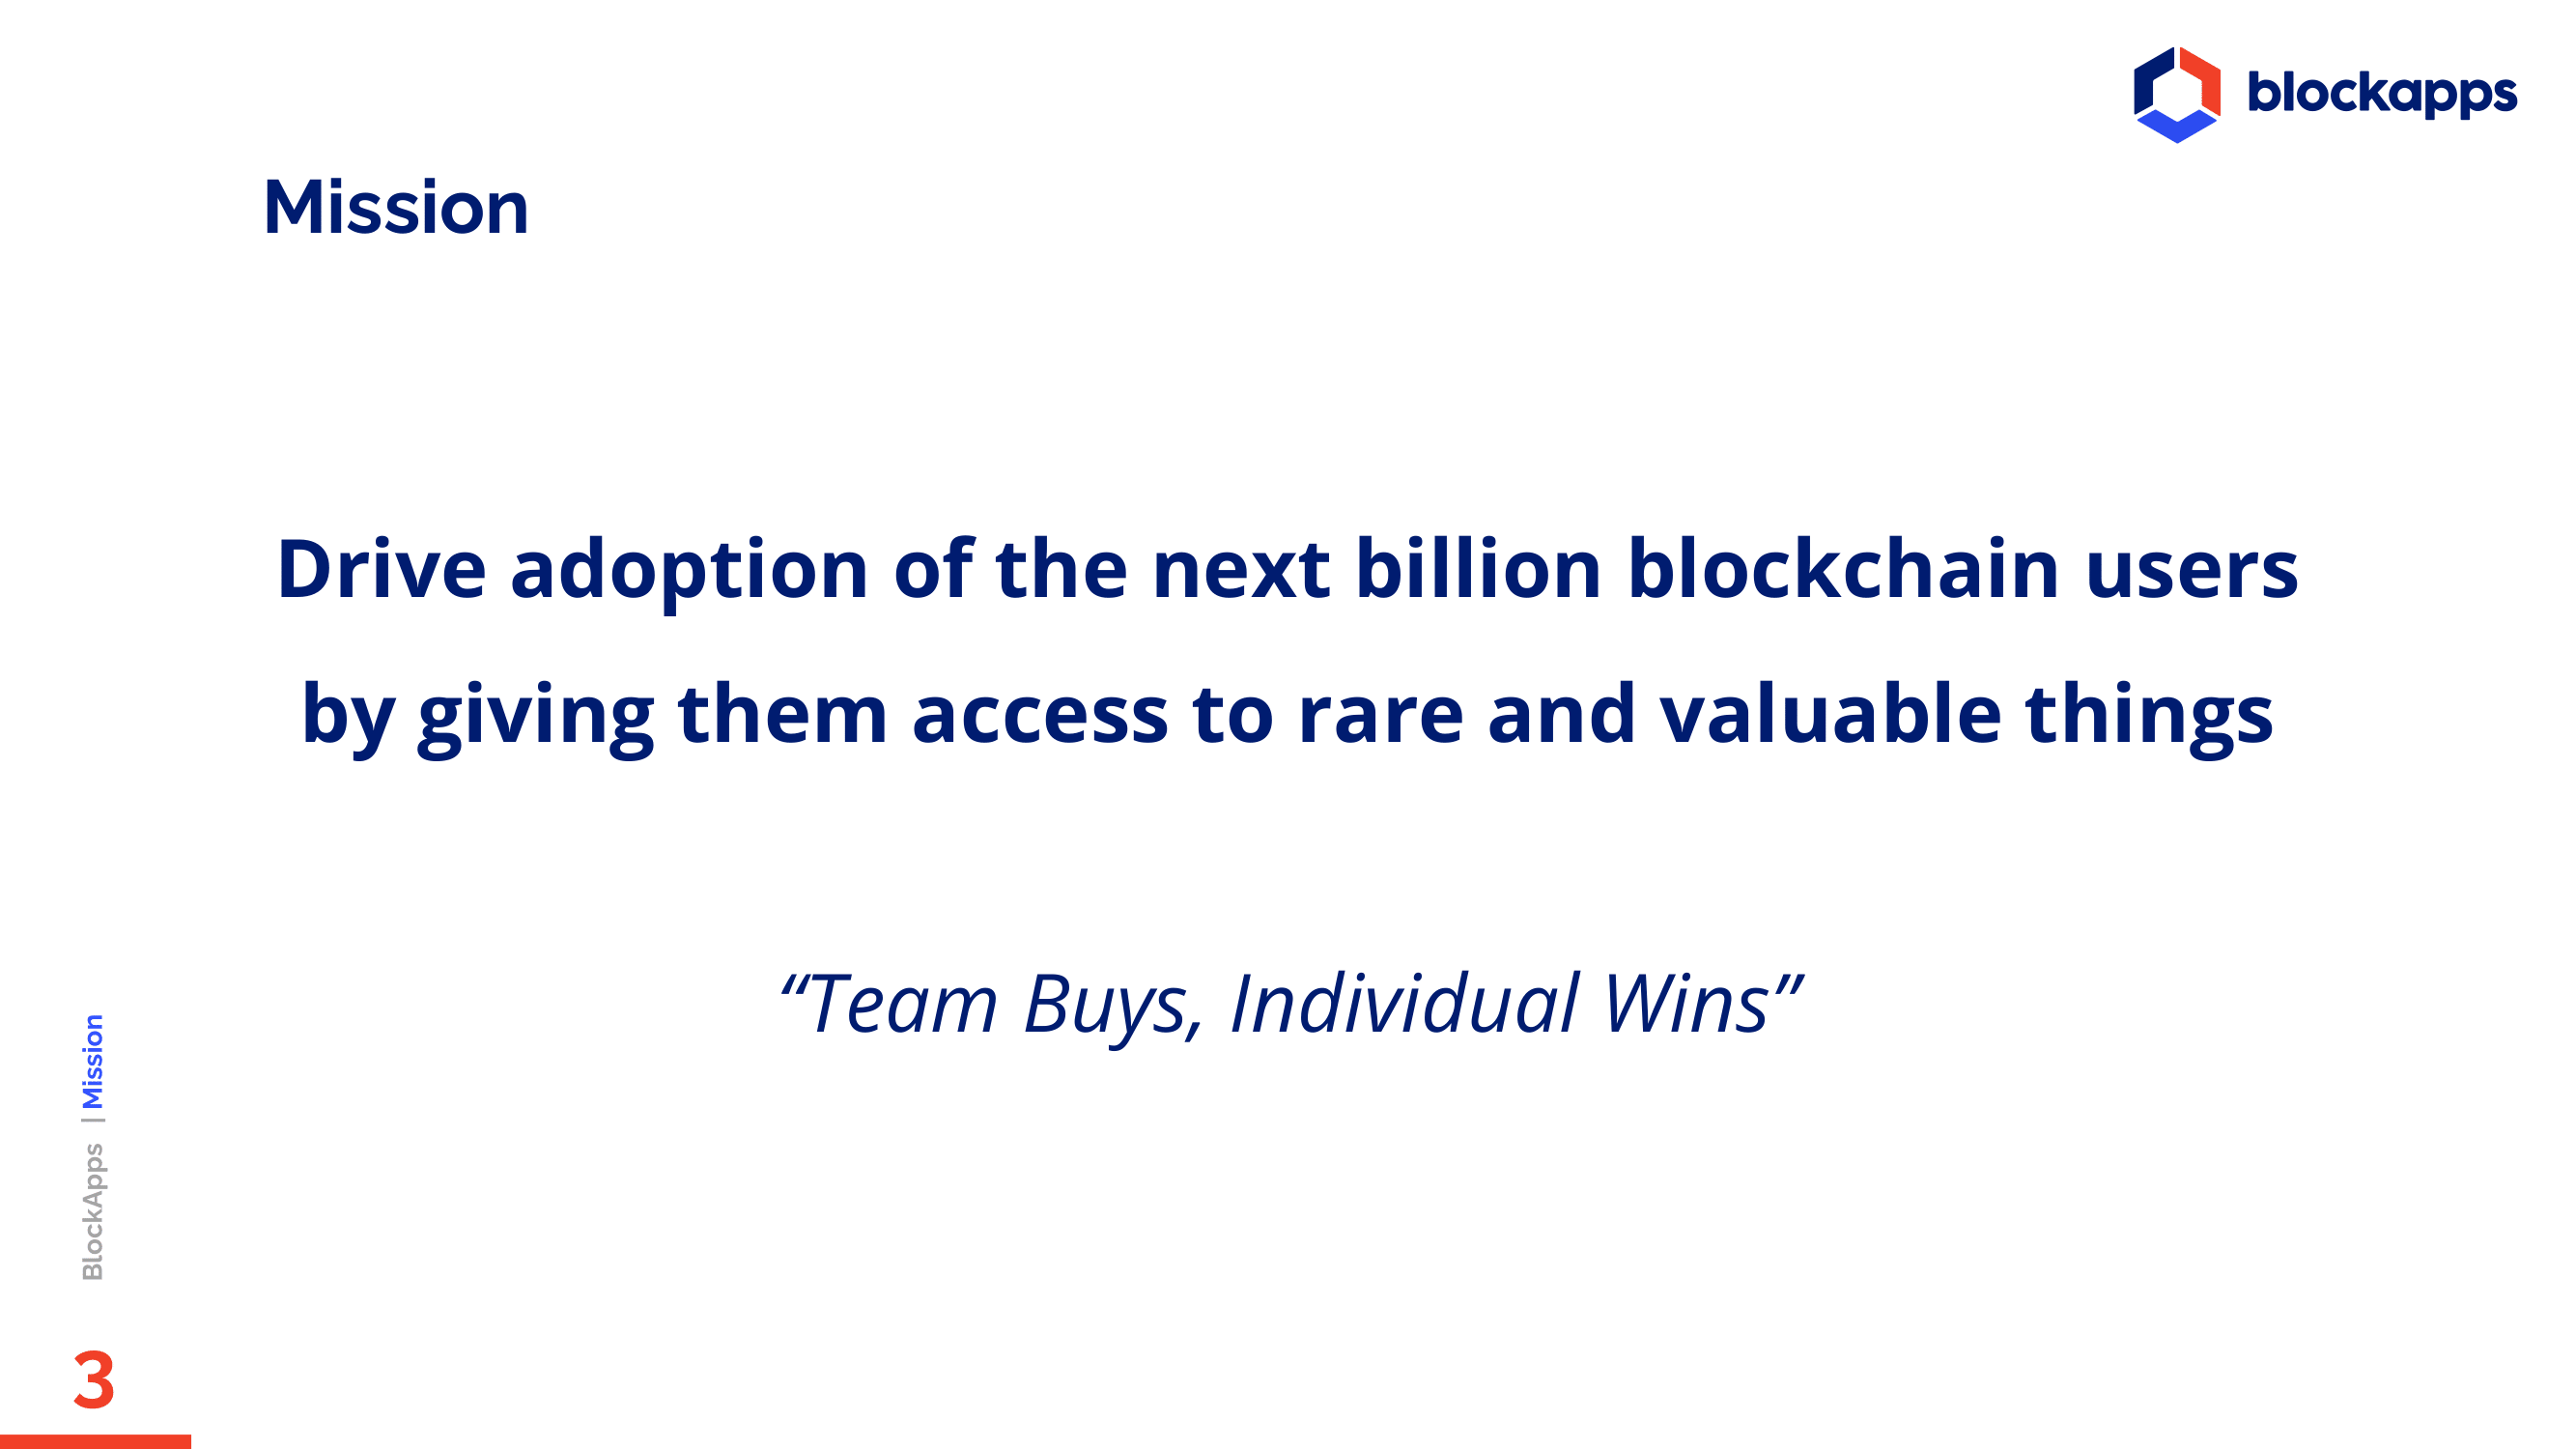 blockapps
Mission
Drive adoption of the next billion blockchain users
by giving them access to rare and valuable things
“Team Buys, Individual Wins”
BlockApps | Mission
3